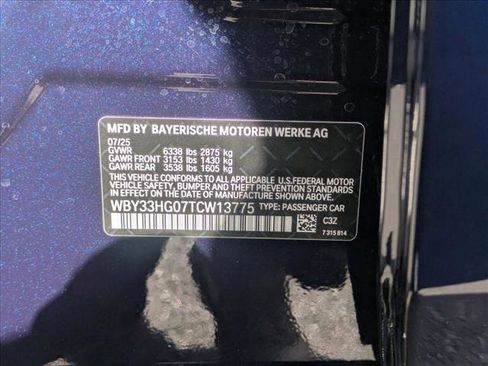 MFD BY BAYERISCHE MOTOREN WERKE AG
07/25
GVWR 6338 lbs 2875 kg
GAWR FRONT 3153 lbs 1430 kg
GAWR REAR 3538 lbs 1605 kg
THIS VEHICLE CONFORMS TO ALL APPLICABLE U.S.FEDERAL MOTOR
VEHICLE SAFETY, BUMPER, AND THEFT PREVENTION STANDARDS
IN EFFECT ON THE DATE OF MANUFACTURE SHOWN ABOVE.
WBY33HG07TCW13775 TYPE: PASSENGER CAR
C3Z
7 315 814